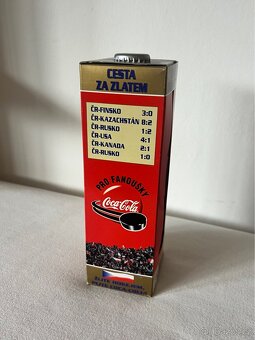 CESTA
ZA ZLATEM
ČR-FINSKO 3:0
ČR-KAZACHSTÁN 8:2
ČR-RUSKO 1:2
ČR-USA 4:1
ČR-KANADA 2:1
ČR-RUSKO 1:0
PRO FANOUŠKY
Coca-Cola